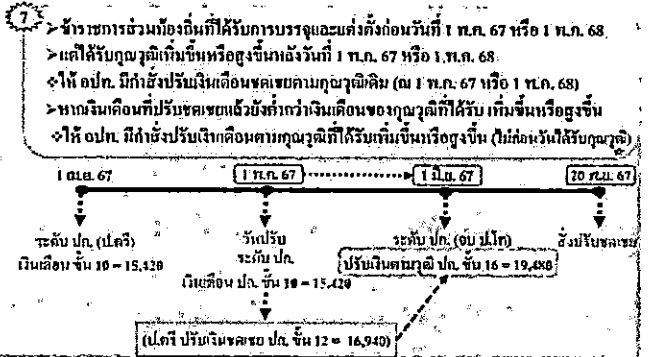 7
➢ข้าราชการส่วนท้องถิ่นที่ได้รับการบรรจุและแต่งตั้งก่อนวันที่ 1 พ.ค. 67 หรือ 1 พ.ค. 68
➢แต่ได้รับคุณวุฒิเพิ่มขึ้นหรือสูงขึ้นหลังวันที่ 1 พ.ค. 67 หรือ 1 พ.ค. 68
❖ให้ อปท. มีคำสั่งปรับเงินเดือนชดเชยตามคุณวุฒิเดิม (ณ 1 พ.ค. 67 หรือ 1 พ.ค. 68)
➢หากเงินเดือนที่ปรับชดเชยแล้วยังต่ำกว่าเงินเดือนของคุณวุฒิที่ได้รับ เพิ่มขึ้นหรือสูงขึ้น
❖ให้ อปท. มีคำสั่งปรับเงินเดือนตามคุณวุฒิที่ได้รับเพิ่มขึ้นหรือสูงขึ้น (ไม่ก่อนวันได้รับคุณวุฒิ)
1 เม.ย. 67 1 พ.ค. 67 1 มิ.ย. 67 20 ก.ย. 67
ระดับ ปก. (ป.ตรี) วันปรับ ระดับ ปก. (จบ ป.โท) สั่งปรับชดเชย
เงินเดือน ขั้น 10 = 15,420 ระดับ ปก. ปรับเงินตามวุฒิ ปก. ขั้น 16 = 19,480
เงินเดือน ปก. ขั้น 10 = 15,420
(ป.ตรี ปรับเงินชดเชย ปก. ขั้น 12 = 16,940)